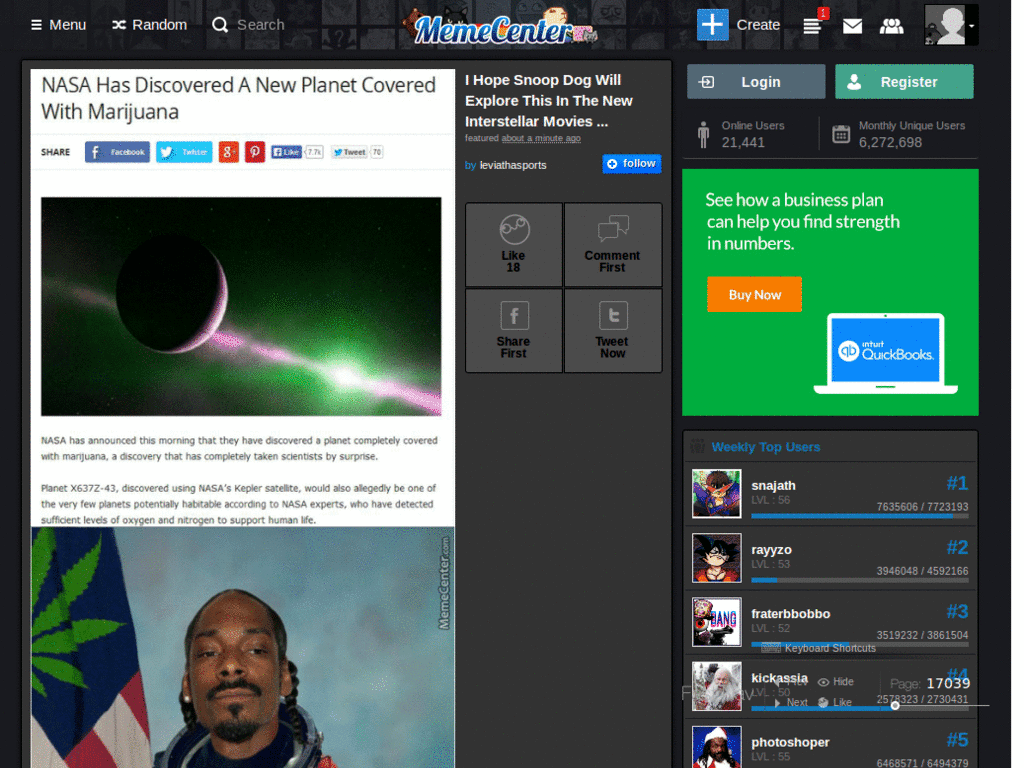 Menu
Random
Search
MemeCenter
Create
1
NASA Has Discovered A New Planet Covered
With Marijuana
SHARE
Facebook
Twitter
8+
Like
7.7k
Tweet
70
NASA has announced this morning that they have discovered a planet completely covered
with marijuana, a discovery that has completely taken scientists by surprise.
Planet X637Z-43, discovered using NASA's Kepler satellite, would also allegedly be one of
the very few planets potentially habitable according to NASA experts, who have detected
sufficient levels of oxygen and nitrogen to support human life.
MemeCenter.com
I Hope Snoop Dog Will
Explore This In The New
Interstellar Movies ...
featured about a minute ago
by leviathasports
follow
Like
18
Comment
First
Share
First
Tweet
Now
Login
Register
Online Users
21,441
Monthly Unique Users
6,272,698
See how a business plan
can help you find strength
in numbers.
Buy Now
qb
intuit
QuickBooks.
Weekly Top Users
snajath
#1
LVL : 56
7635606 / 7723193
rayyzo
#2
LVL : 53
3946048 / 4592166
fraterbbobbo
#3
LVL : 52
3519232 / 3861504
Keyboard Shortcuts
kickassia
#4
Hide
Page: 17039
LVL : 50
2578323 / 2730431
Next
Like
photoshoper
#5
LVL : 55
6468571 / 6494379